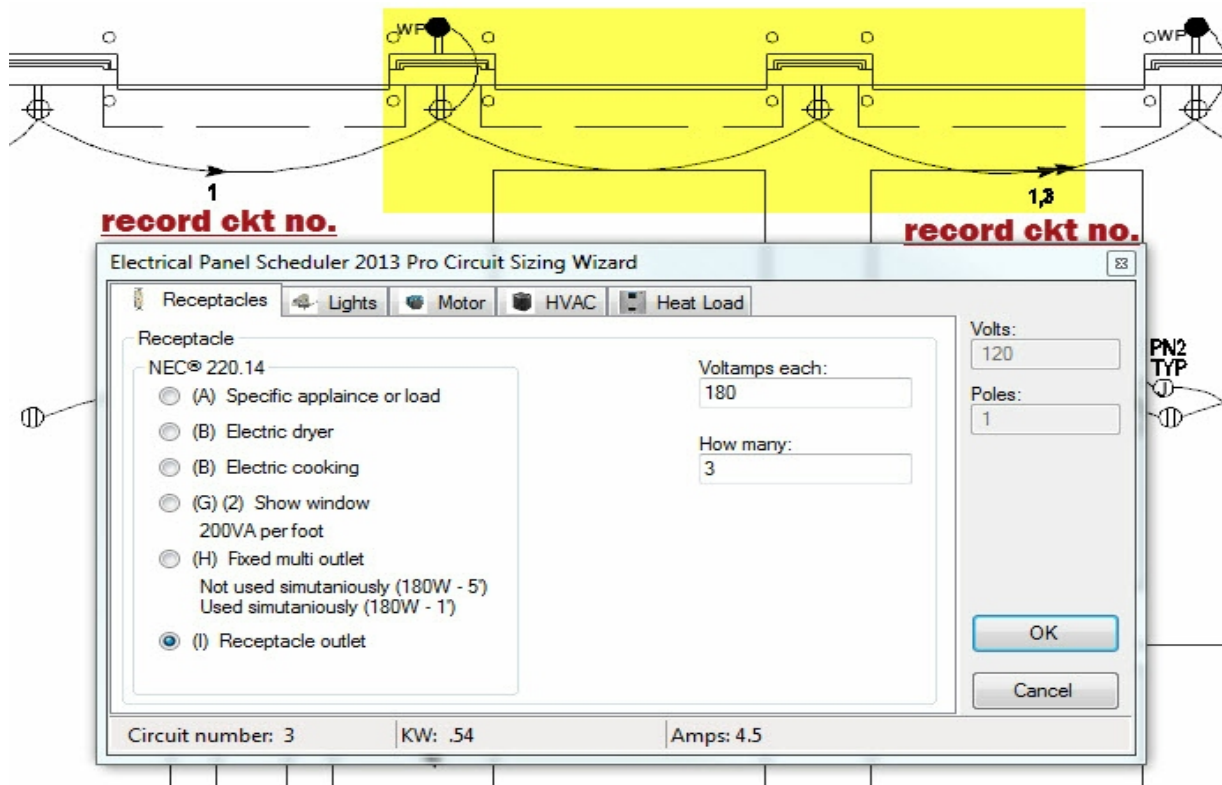 WP
WP
1
1,3
record ckt no.
record ckt no.
Electrical Panel Scheduler 2013 Pro Circuit Sizing Wizard
Receptacles Lights Motor HVAC Heat Load
Receptacle
NEC® 220.14
(A) Specific applaince or load
(B) Electric dryer
(B) Electric cooking
(G) (2) Show window
200VA per foot
(H) Fixed multi outlet
Not used simutaniously (180W - 5')
Used simutaniously (180W - 1')
(I) Receptacle outlet
Voltamps each:
180
How many:
3
Volts:
120
Poles:
1
OK
Cancel
Circuit number: 3 KW: .54 Amps: 4.5
PN2
TYP
J